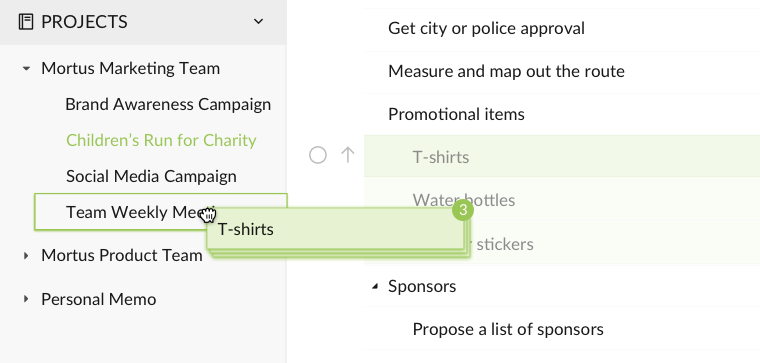 PROJECTS
Mortus Marketing Team
Brand Awareness Campaign
Children's Run for Charity
Social Media Campaign
Team Weekly
Mortus Product Team
Personal Memo
Get city or police approval
Measure and map out the route
Promotional items
T-shirts
Water bottles
stickers
3
T-shirts
Sponsors
Propose a list of sponsors